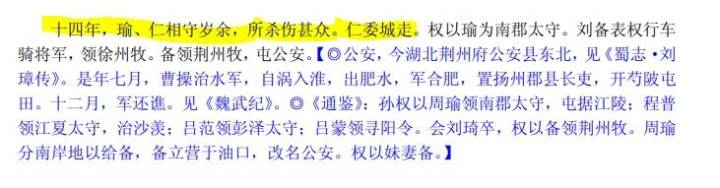 十四年，瑜、仁相守岁余，所杀伤甚众。仁委城走。权以瑜为南郡太守。刘备表权行车
骑将军，领徐州牧。备领荆州牧，屯公安。【◎公安，今湖北荆州府公安县东北，见《蜀志·刘
璋传》。是年七月，曹操治水军，自涡入淮，出肥水，军合肥，置扬州郡县长吏，开芍陂屯
田。十二月，军还谯。见《魏武纪》。◎《通鉴》：孙权以周瑜领南郡太守，屯据江陵；程普
领江夏太守，治沙羡；吕范领彭泽太守；吕蒙领寻阳令。会刘琦卒，权以备领荆州牧。周瑜
分南岸地以给备，备立营于油口，改名公安。权以妹妻备。】